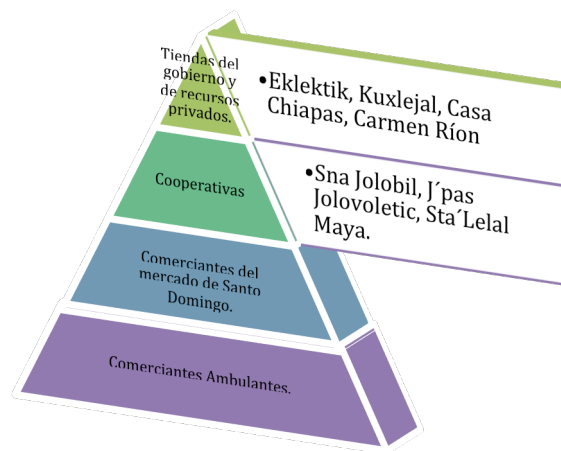 Tiendas del
gobierno y
de recursos
privados.
•Eklektik, Kuxlejal, Casa
Chiapas, Carmen Ríon
Cooperativas
•Sna Jolobil, J´pas
Jolovoletic, Sta´Lelal
Maya.
Comerciantes del
mercado de Santo
Domingo.
Comerciantes Ambulantes.